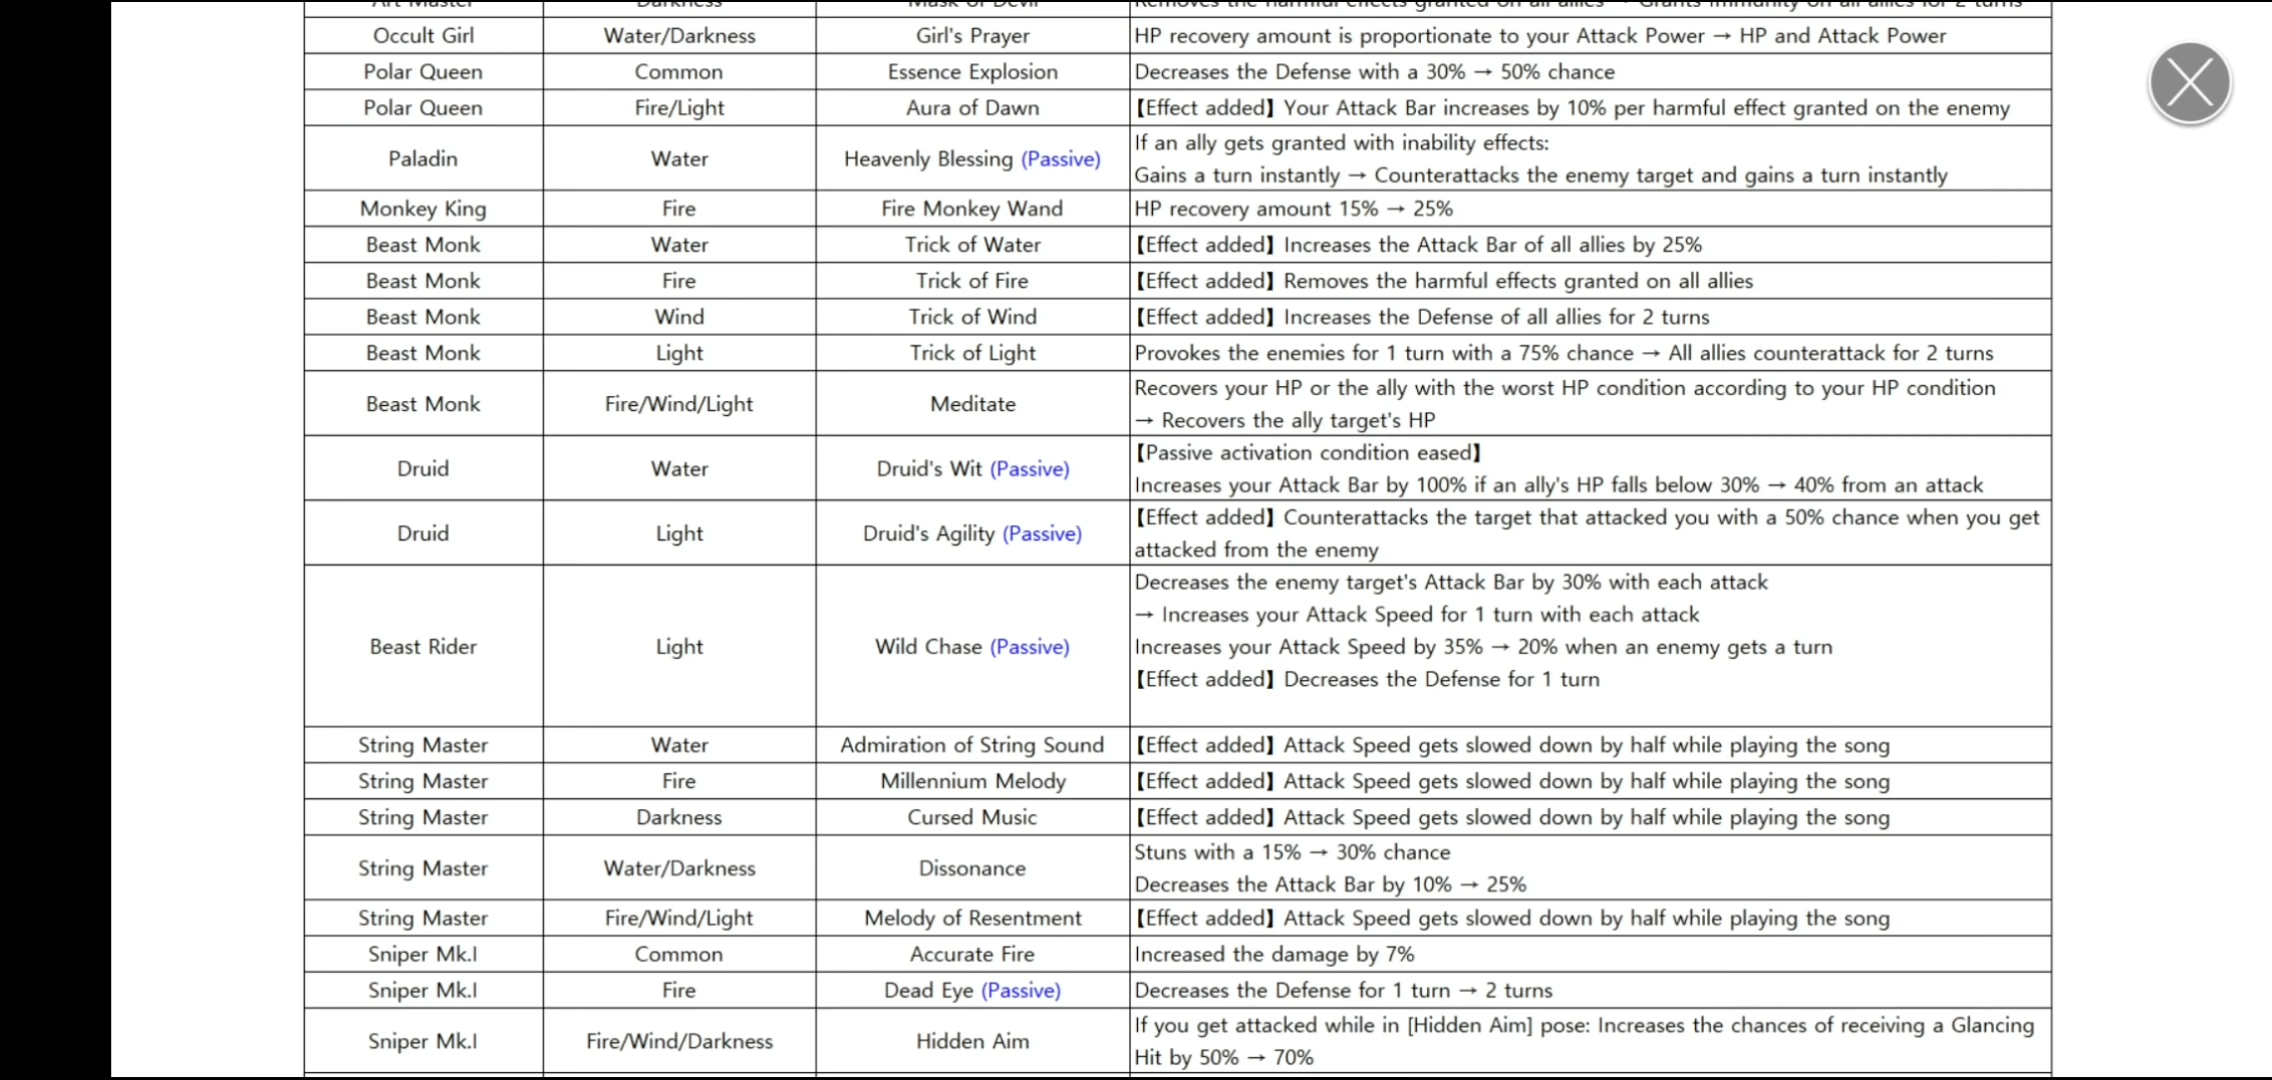 Art Master Darkness Mask of Devil Removes the harmful effects granted on all allies → Grants Immunity on all allies for 2 turns
Occult Girl Water/Darkness Girl's Prayer HP recovery amount is proportionate to your Attack Power → HP and Attack Power
Polar Queen Common Essence Explosion Decreases the Defense with a 30% → 50% chance
Polar Queen Fire/Light Aura of Dawn 【Effect added】 Your Attack Bar increases by 10% per harmful effect granted on the enemy
Paladin Water Heavenly Blessing (Passive) If an ally gets granted with inability effects:
Gains a turn instantly → Counterattacks the enemy target and gains a turn instantly
Monkey King Fire Fire Monkey Wand HP recovery amount 15% → 25%
Beast Monk Water Trick of Water 【Effect added】 Increases the Attack Bar of all allies by 25%
Beast Monk Fire Trick of Fire 【Effect added】 Removes the harmful effects granted on all allies
Beast Monk Wind Trick of Wind 【Effect added】 Increases the Defense of all allies for 2 turns
Beast Monk Light Trick of Light Provokes the enemies for 1 turn with a 75% chance → All allies counterattack for 2 turns
Beast Monk Fire/Wind/Light Meditate Recovers your HP or the ally with the worst HP condition according to your HP condition
→ Recovers the ally target's HP
Druid Water Druid's Wit (Passive) 【Passive activation condition eased】
Increases your Attack Bar by 100% if an ally's HP falls below 30% → 40% from an attack
Druid Light Druid's Agility (Passive) 【Effect added】 Counterattacks the target that attacked you with a 50% chance when you get
attacked from the enemy
Beast Rider Light Wild Chase (Passive) Decreases the enemy target's Attack Bar by 30% with each attack
→ Increases your Attack Speed for 1 turn with each attack
Increases your Attack Speed by 35% → 20% when an enemy gets a turn
【Effect added】 Decreases the Defense for 1 turn
String Master Water Admiration of String Sound 【Effect added】 Attack Speed gets slowed down by half while playing the song
String Master Fire Millennium Melody 【Effect added】 Attack Speed gets slowed down by half while playing the song
String Master Darkness Cursed Music 【Effect added】 Attack Speed gets slowed down by half while playing the song
String Master Water/Darkness Dissonance Stuns with a 15% → 30% chance
Decreases the Attack Bar by 10% → 25%
String Master Fire/Wind/Light Melody of Resentment 【Effect added】 Attack Speed gets slowed down by half while playing the song
Sniper Mk.I Common Accurate Fire Increased the damage by 7%
Sniper Mk.I Fire Dead Eye (Passive) Decreases the Defense for 1 turn → 2 turns
Sniper Mk.I Fire/Wind/Darkness Hidden Aim If you get attacked while in [Hidden Aim] pose: Increases the chances of receiving a Glancing
Hit by 50% → 70%